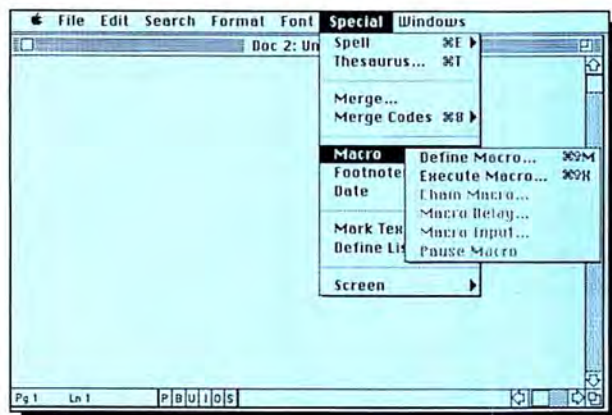 File Edit Search Format Font Special Windows
Doc 2: Un
Spell ⌘E
Thesaurus... ⌘T
Merge...
Merge Codes ⌘8
Macro
Footnote
Date
Mark Tex
Define Lis
Screen
Define Macro... ⌘⇧M
Execute Macro... ⌘⇧X
Chain Macro...
Macro Delay...
Macro Input...
Pause Macro
Pg 1 Ln 1 P B U I O S